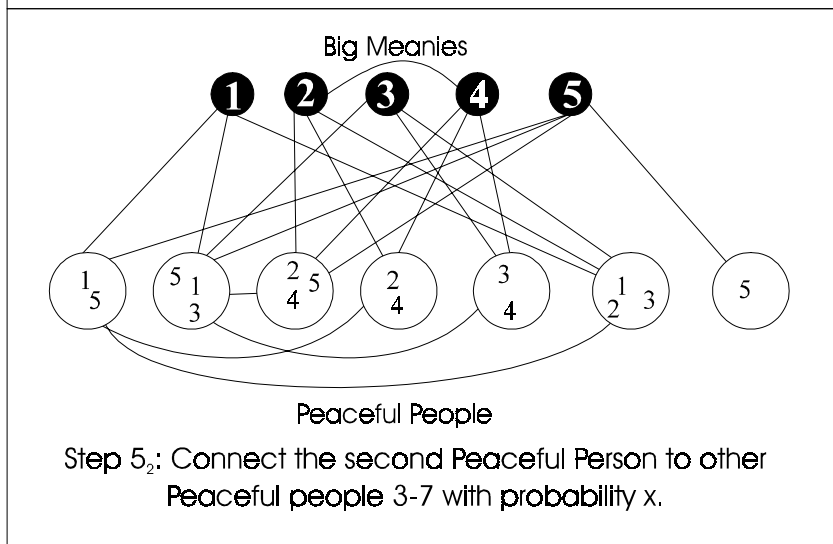 Big Meanies
1 2 3 4 5
1 5
5 1 3
2 5 4
2 4
3 4
1 2 3
5
Peaceful People
Step 5₂: Connect the second Peaceful Person to other
Peaceful people 3-7 with probability x.